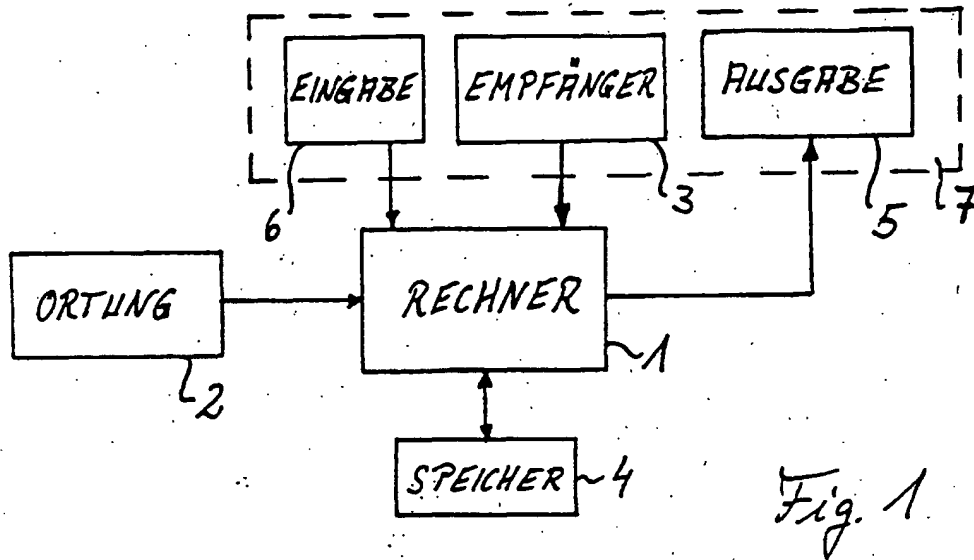 EINGABE
EMPFÄNGER
AUSGABE
6
3
5
7
ORTUNG
RECHNER
2
1
SPEICHER
4
Fig. 1